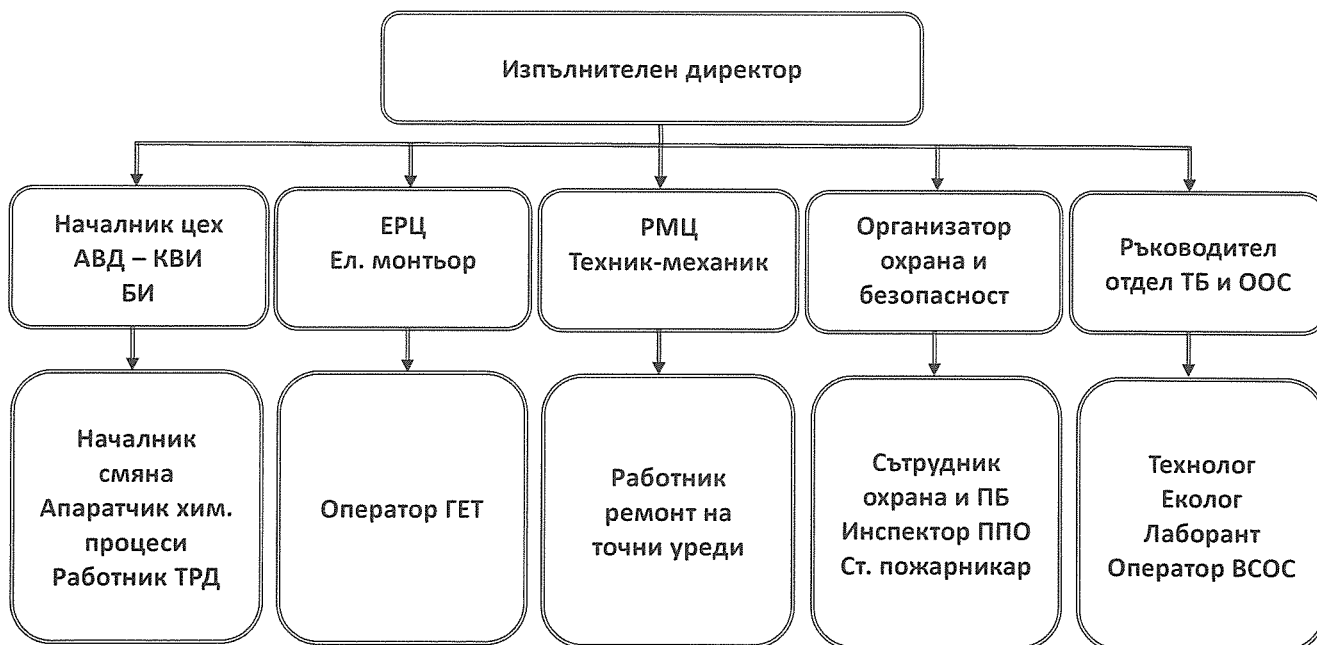 Изпълнителен директор
Началник цех
АВД – КВИ
БИ
ЕРЦ
Ел. монтьор
РМЦ
Техник-механик
Организатор
охрана и
безопасност
Ръководител
отдел ТБ и ООС
Началник
смяна
Апаратчик хим.
процеси
Работник ТРД
Оператор ГЕТ
Работник
ремонт на
точни уреди
Сътрудник
охрана и ПБ
Инспектор ППО
Ст. пожарникар
Технолог
Еколог
Лаборант
Оператор ВСОС